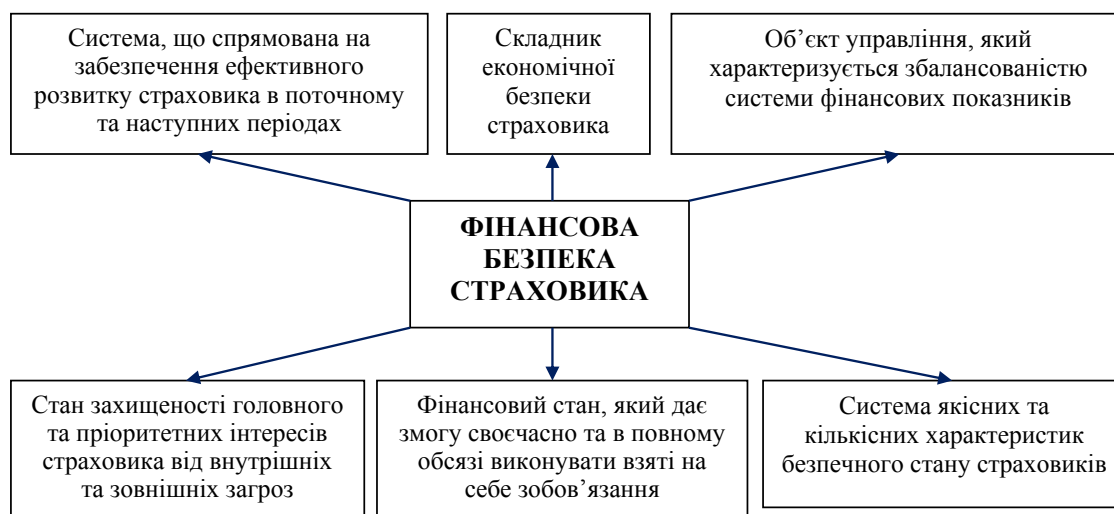 Система, що спрямована на
забезпечення ефективного
розвитку страховика в поточному
та наступних періодах
Складник
економічної
безпеки
страховика
Об’єкт управління, який
характеризується збалансованістю
системи фінансових показників
ФІНАНСОВА
БЕЗПЕКА
СТРАХОВИКА
Стан захищеності головного
та пріоритетних інтересів
страховика від внутрішніх
та зовнішніх загроз
Фінансовий стан, який дає
змогу своєчасно та в повному
обсязі виконувати взяті на
себе зобов’язання
Система якісних та
кількісних характеристик
безпечного стану страховиків